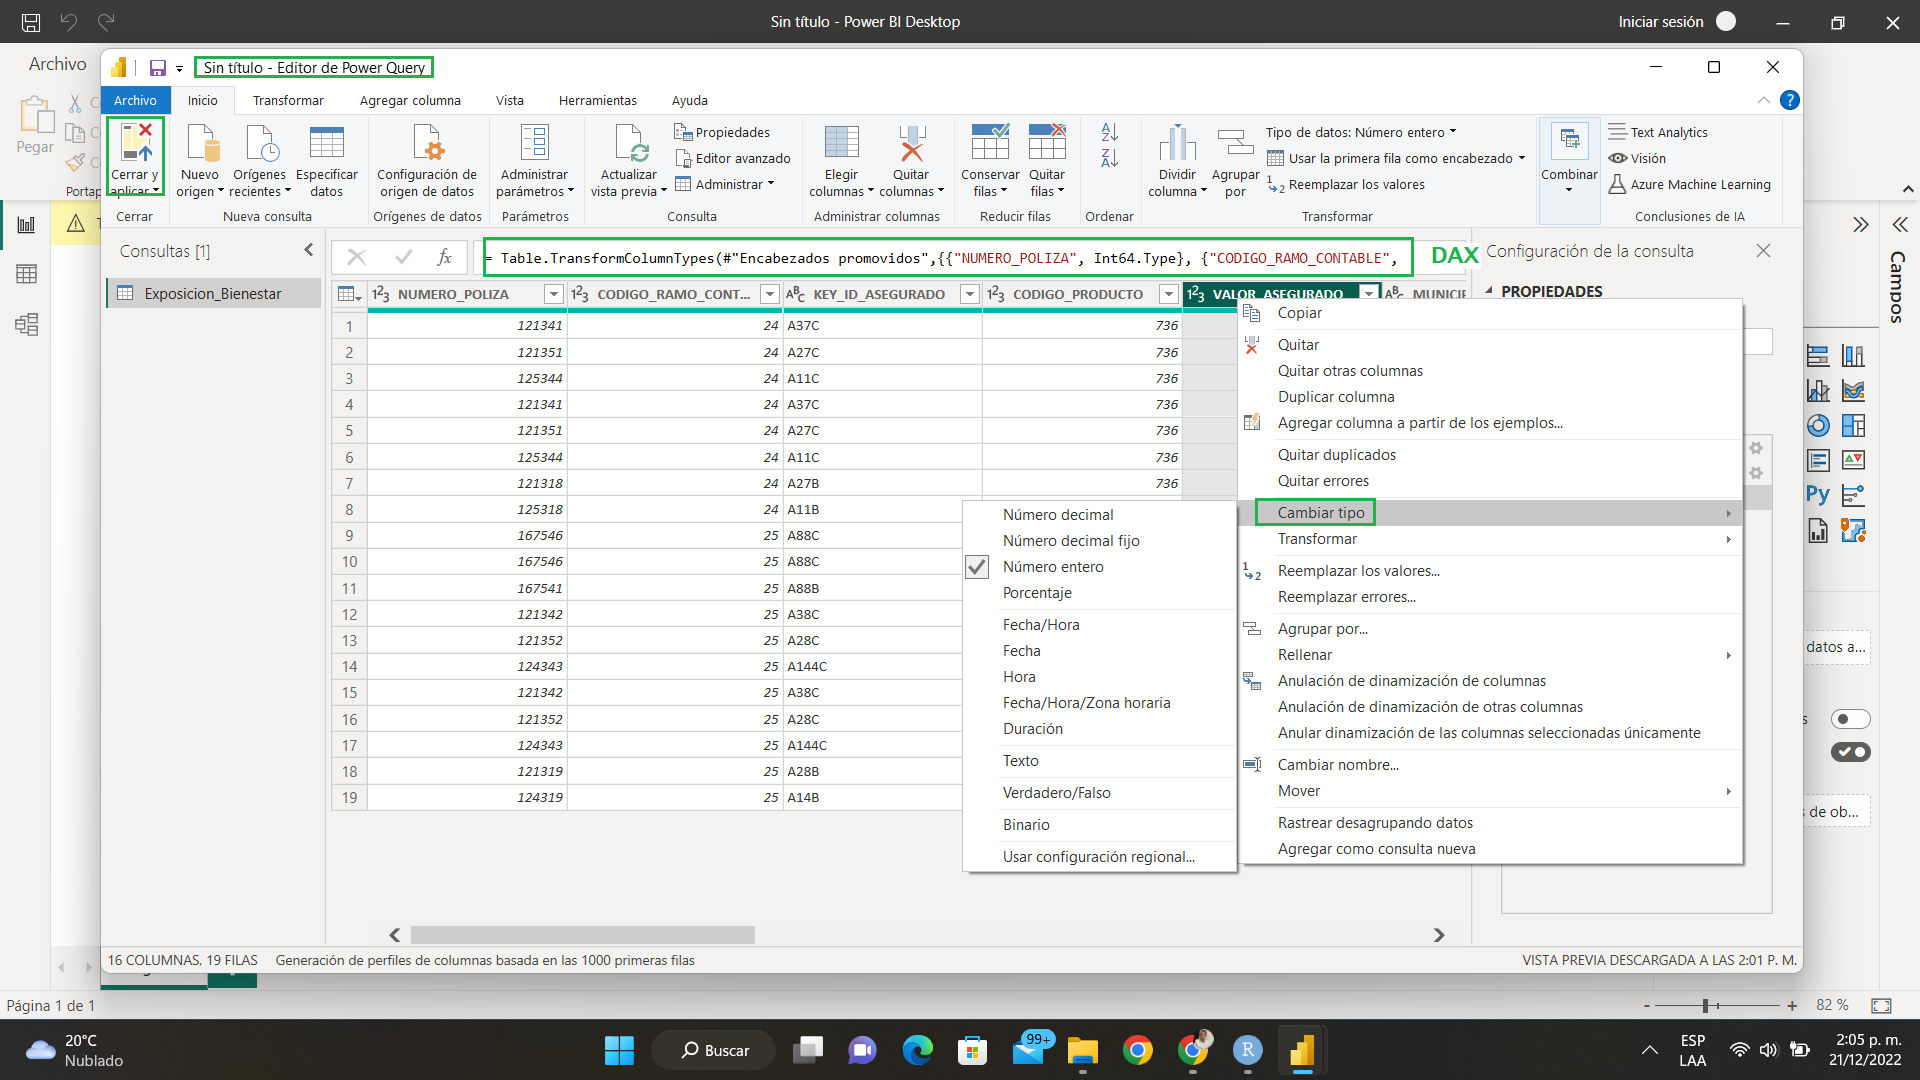 Sin título - Power BI Desktop
Iniciar sesión
Archivo
Pegar
Portap
Sin título - Editor de Power Query
Archivo
Inicio
Transformar
Agregar columna
Vista
Herramientas
Ayuda
Cerrar y
aplicar
Nuevo
origen
Orígenes
recientes
Especificar
datos
Configuración de
origen de datos
Administrar
parámetros
Actualizar
vista previa
Propiedades
Editor avanzado
Administrar
Elegir
columnas
Quitar
columnas
Conservar
filas
Quitar
filas
Dividir
columna
Agrupar
por
Tipo de datos: Número entero
Usar la primera fila como encabezado
Reemplazar los valores
Combinar
Text Analytics
Visión
Azure Machine Learning
Cerrar
Nueva consulta
Orígenes de datos
Parámetros
Consulta
Administrar columnas
Reducir filas
Ordenar
Transformar
Conclusiones de IA
Consultas [1]
Exposicion_Bienestar
fx
= Table.TransformColumnTypes(#"Encabezados promovidos",{{"NUMERO_POLIZA", Int64.Type}, {"CODIGO_RAMO_CONTABLE",
DAX
Configuración de la consulta
PROPIEDADES
Campos
NUMERO_POLIZA CODIGO_RAMO_CONT... KEY_ID_ASEGURADO CODIGO_PRODUCTO VALOR_ASEGURADO MUNICIF
1 121341 24 A37C 736
2 121351 24 A27C 736
3 125344 24 A11C 736
4 121341 24 A37C 736
5 121351 24 A27C 736
6 125344 24 A11C 736
7 121318 24 A27B 736
8 125318 24 A11B
9 167546 25 A88C
10 167546 25 A88C
11 167541 25 A88B
12 121342 25 A38C
13 121352 25 A28C
14 124343 25 A144C
15 121342 25 A38C
16 121352 25 A28C
17 124343 25 A144C
18 121319 25 A28B
19 124319 25 A14B
Copiar
Quitar
Quitar otras columnas
Duplicar columna
Agregar columna a partir de los ejemplos...
Quitar duplicados
Quitar errores
Cambiar tipo
Transformar
Reemplazar los valores...
Reemplazar errores...
Agrupar por...
Rellenar
Anulación de dinamización de columnas
Anulación de dinamización de otras columnas
Anular dinamización de las columnas seleccionadas únicamente
Cambiar nombre...
Mover
Rastrear desagrupando datos
Agregar como consulta nueva
Número decimal
Número decimal fijo
Número entero
Porcentaje
Fecha/Hora
Fecha
Hora
Fecha/Hora/Zona horaria
Duración
Texto
Verdadero/Falso
Binario
Usar configuración regional...
Py
datos a...
s
s de ob...
16 COLUMNAS, 19 FILAS
Generación de perfiles de columnas basada en las 1000 primeras filas
VISTA PREVIA DESCARGADA A LAS 2:01 P. M.
Página 1 de 1
- + 82 %
20°C
Nublado
Buscar
99+
R
ESP
LAA
2:05 p. m.
21/12/2022